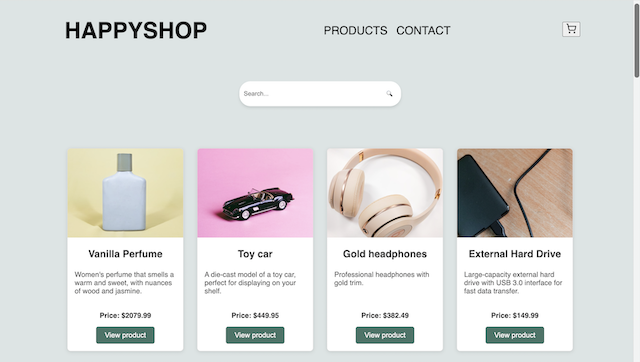 HAPPYSHOP
PRODUCTS CONTACT
Search...
Vanilla Perfume
Women's perfume that smells a
warm and sweet, with nuances
of wood and jasmine.
Price: $2079.99
View product
Toy car
A die-cast model of a toy car,
perfect for displaying on your
shelf.
Price: $449.95
View product
Gold headphones
Professional headphones with
gold trim.
Price: $382.49
View product
External Hard Drive
Large-capacity external hard
drive with USB 3.0 interface for
fast data transfer.
Price: $149.99
View product